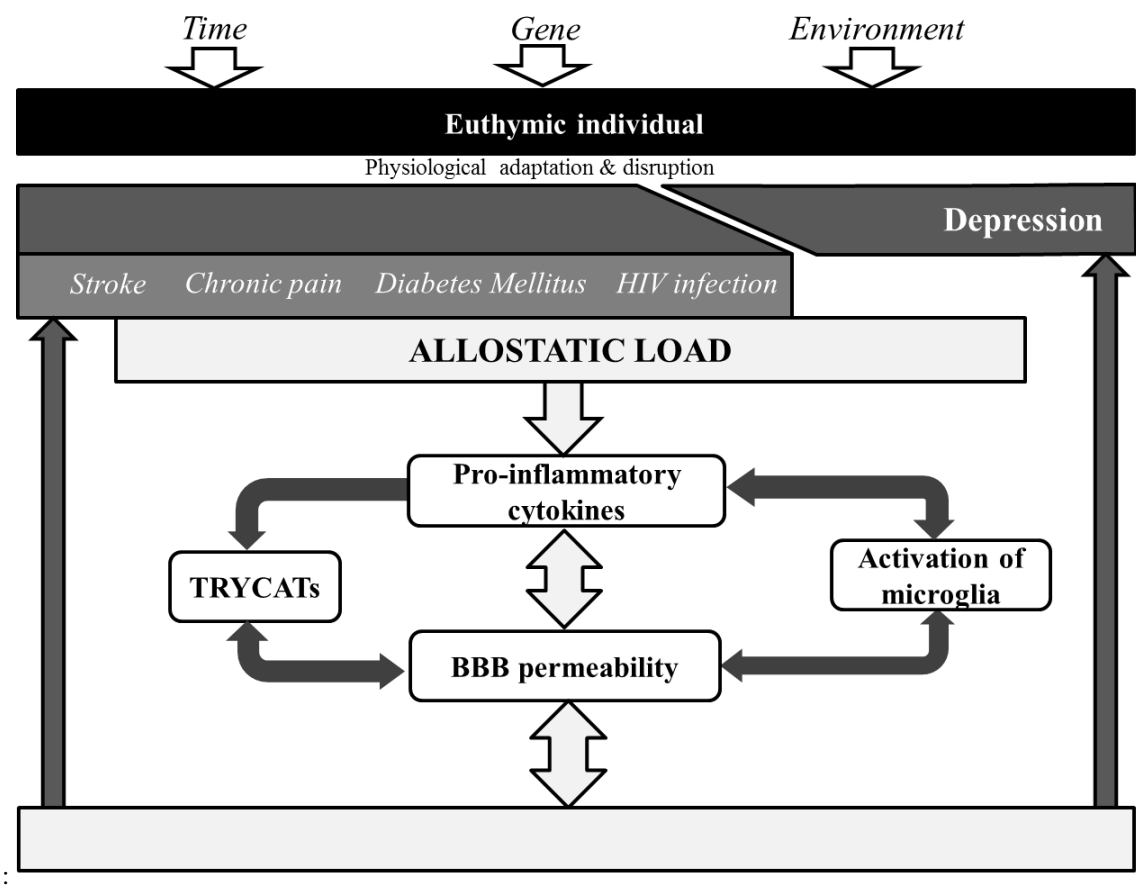 Time Gene Environment
Euthymic individual
Physiological adaptation & disruption
Depression
Stroke Chronic pain Diabetes Mellitus HIV infection
ALLOSTATIC LOAD
Pro-inflammatory
cytokines
TRYCATs
Activation of
microglia
BBB permeability
: